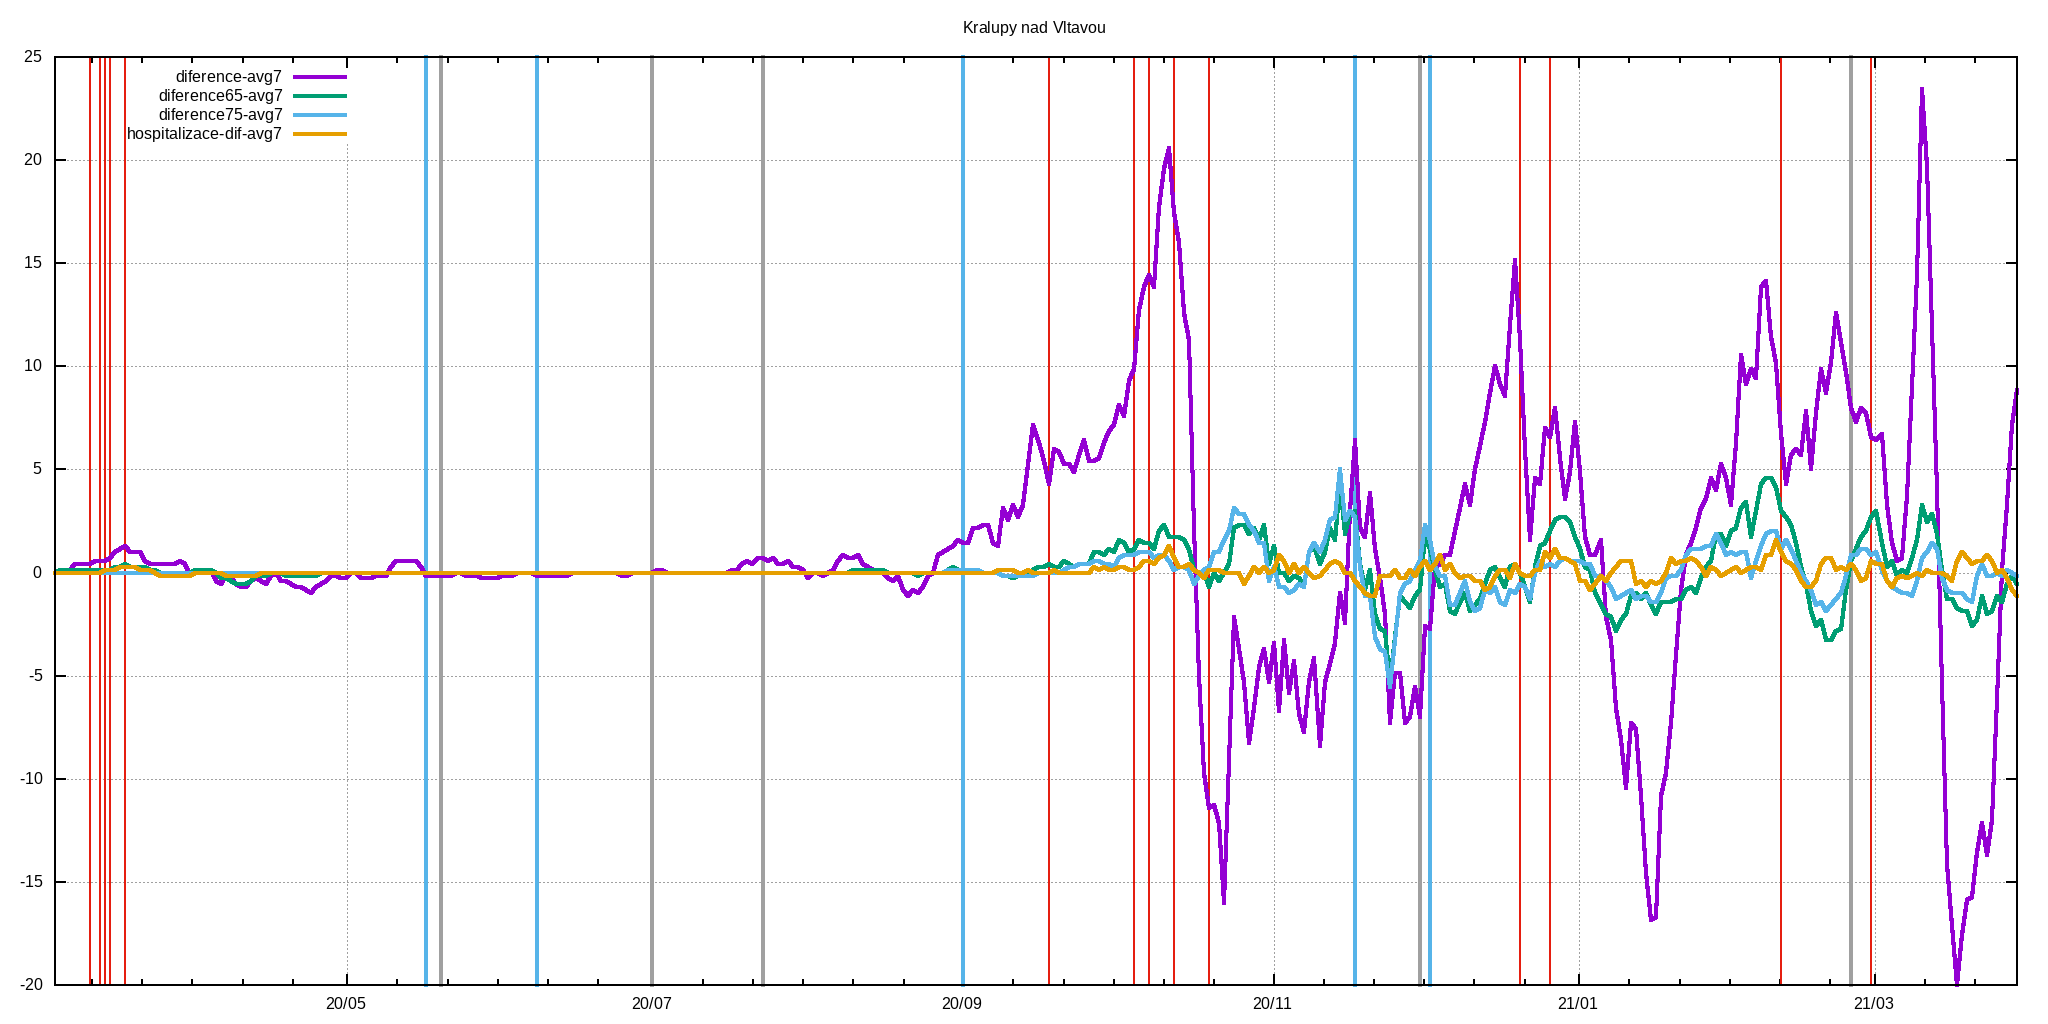 Kralupy nad Vltavou
25
20
15
10
5
0
-5
-10
-15
-20
diference-avg7
diference65-avg7
diference75-avg7
hospitalizace-dif-avg7
20/05 20/07 20/09 20/11 21/01 21/03